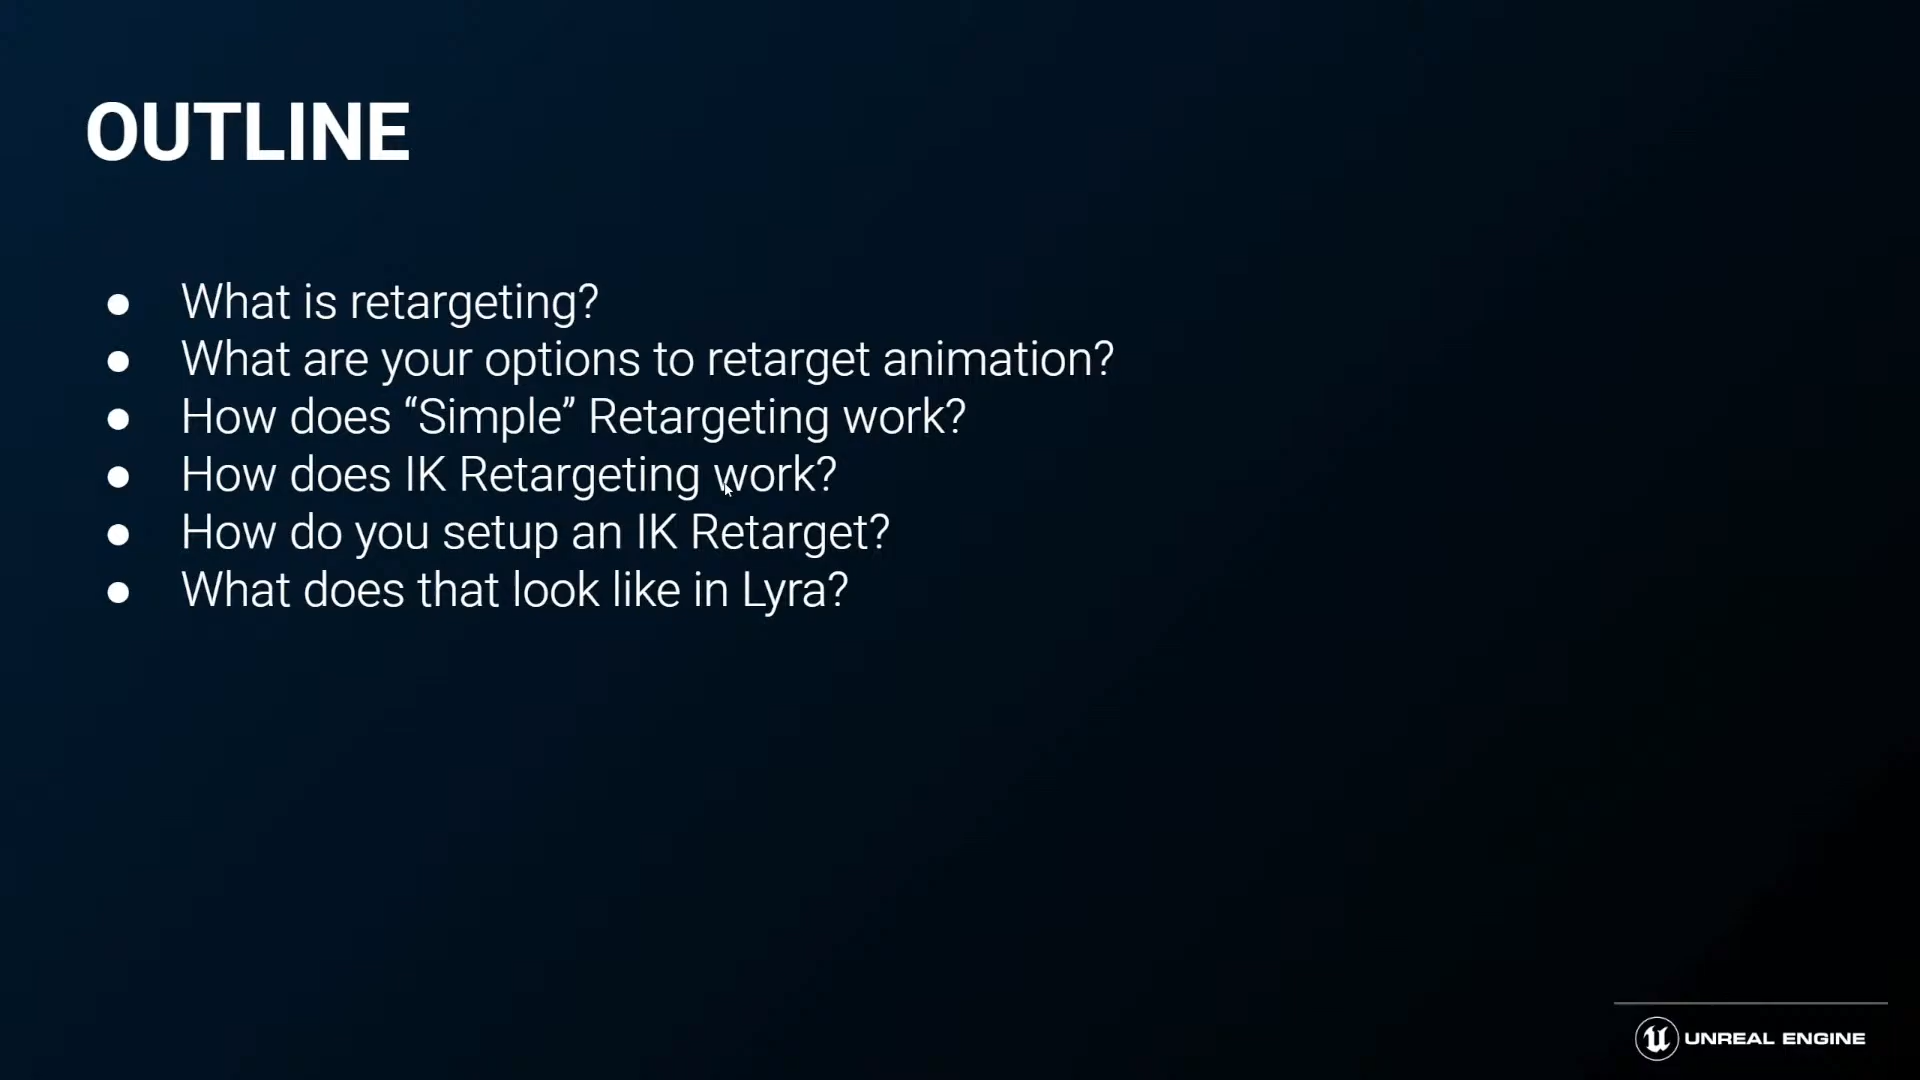 OUTLINE
● What is retargeting?
● What are your options to retarget animation?
● How does “Simple” Retargeting work?
● How does IK Retargeting work?
● How do you setup an IK Retarget?
● What does that look like in Lyra?
UNREAL ENGINE